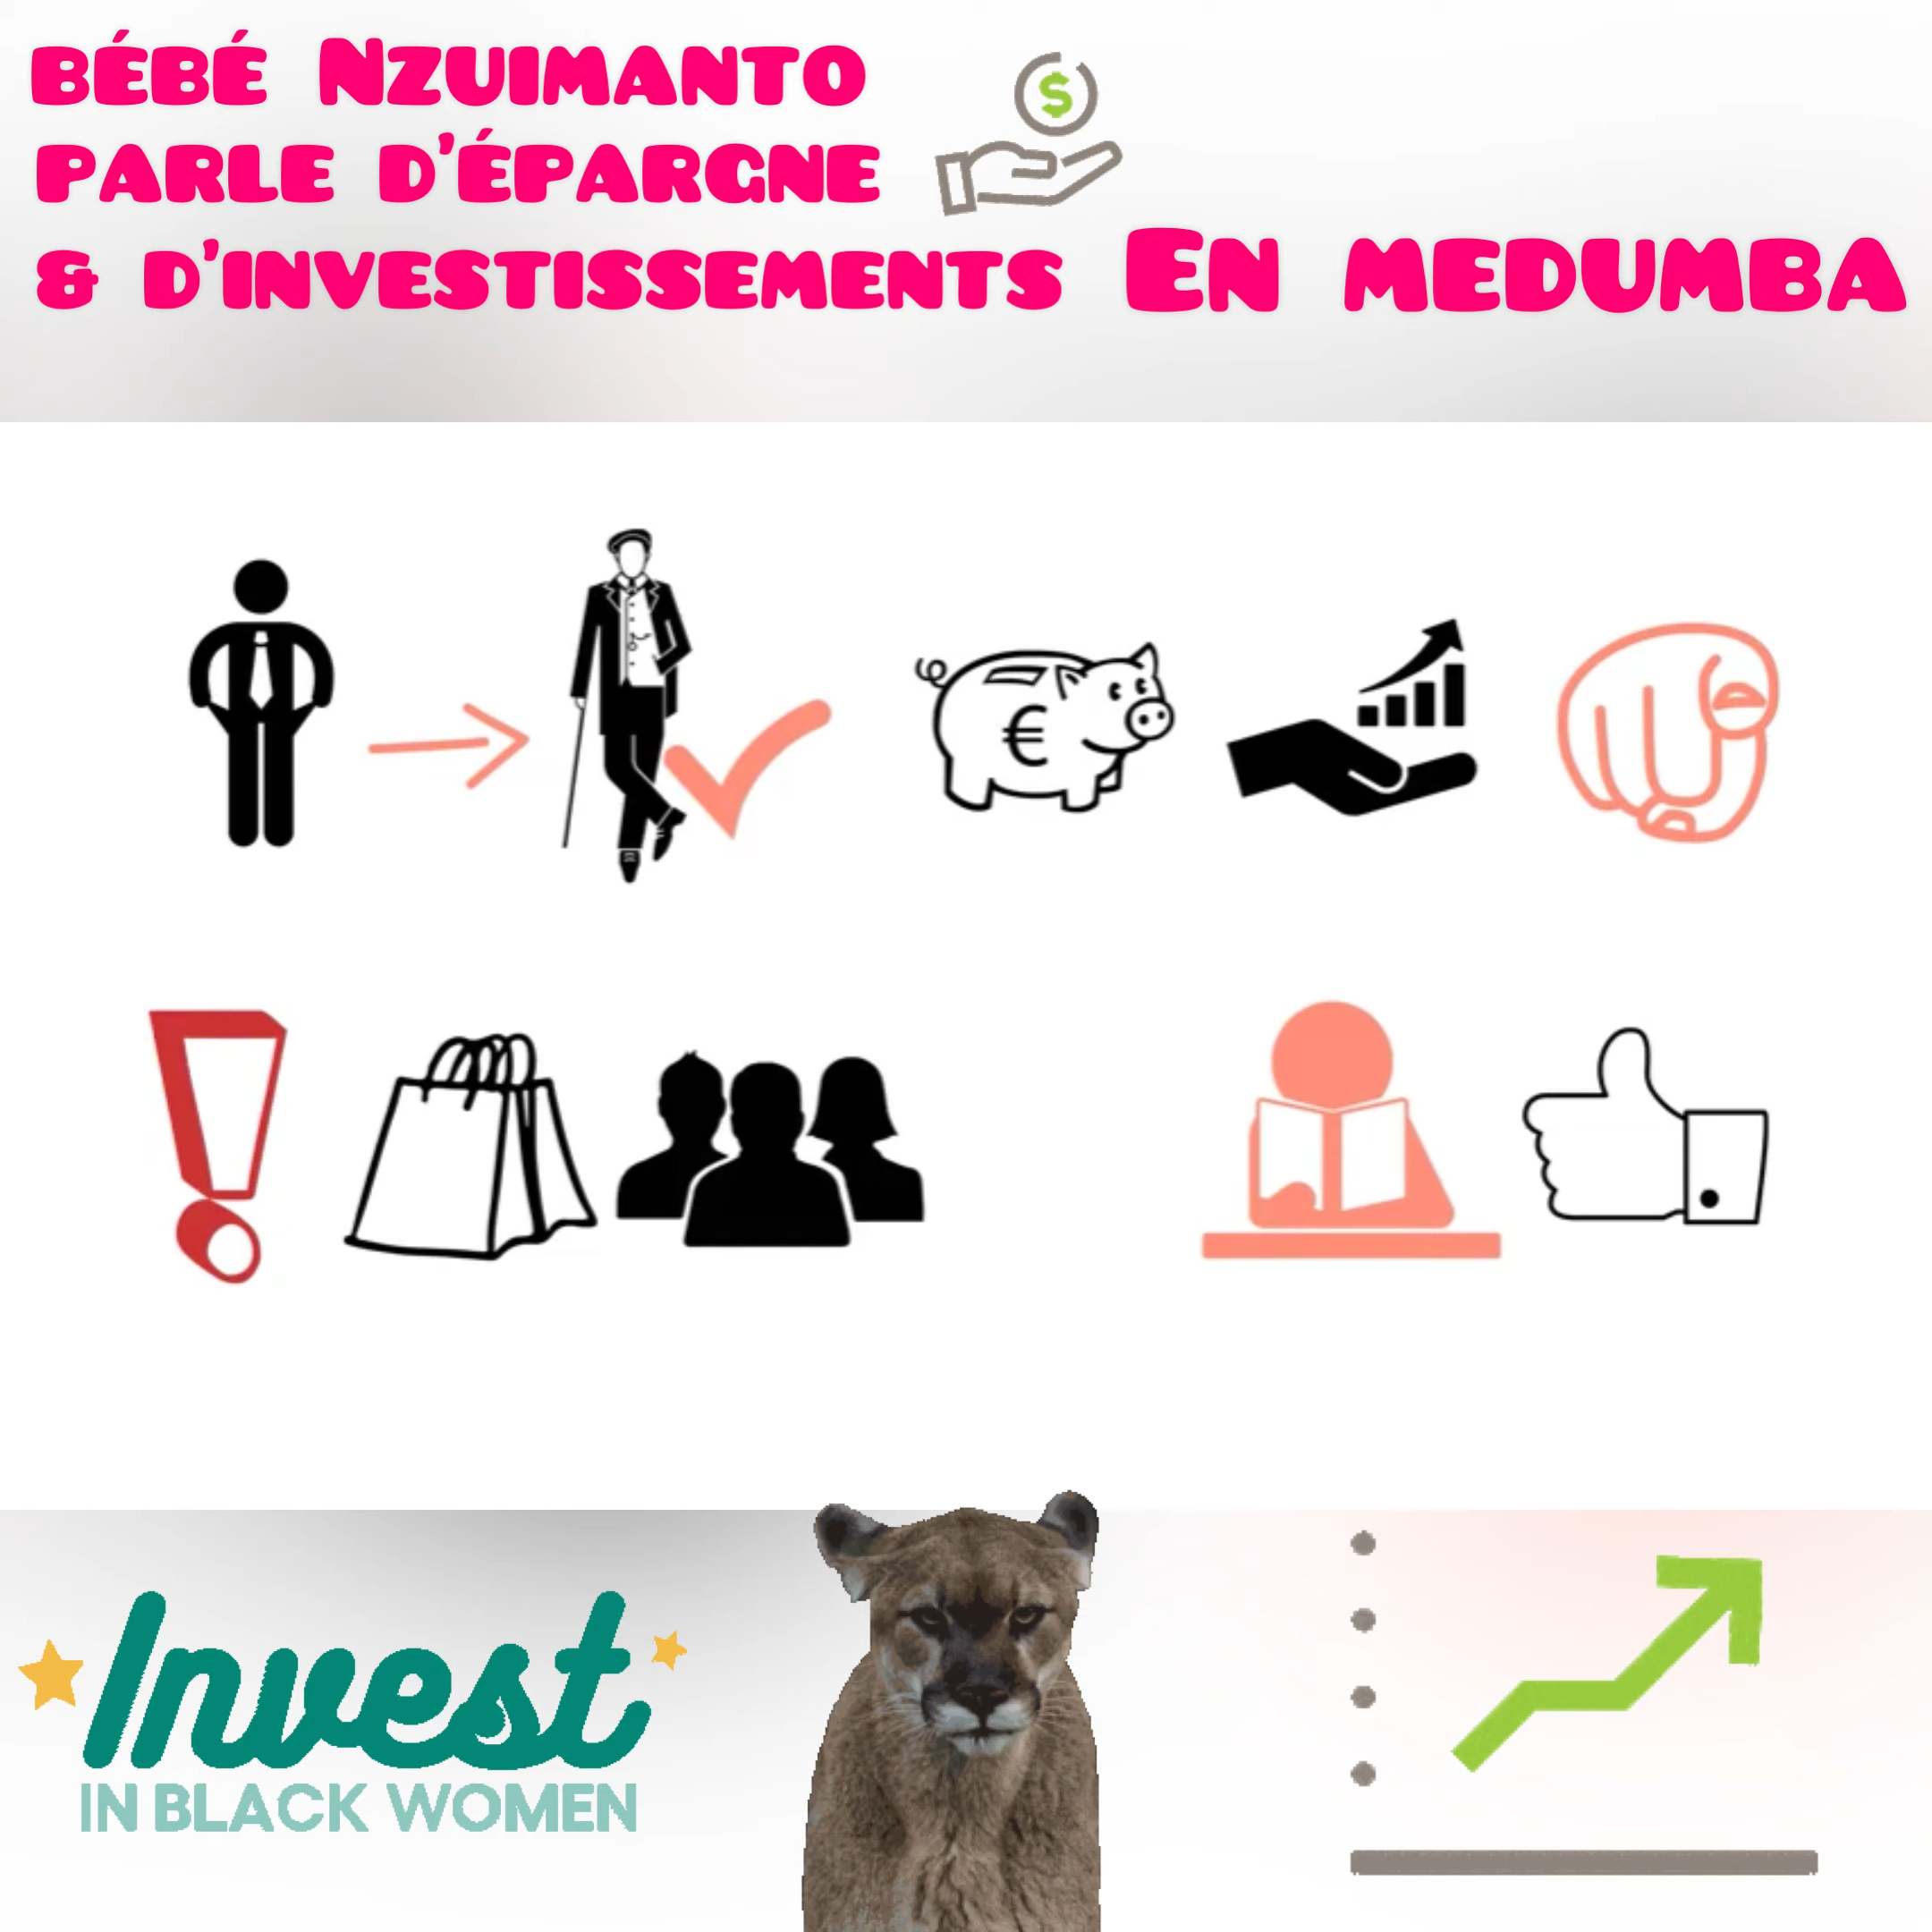 BÉBÉ NZUIMANTO
PARLE D'ÉPARGNE
& D'INVESTISSEMENTS EN MEDUMBA
$
€
Invest
IN BLACK WOMEN